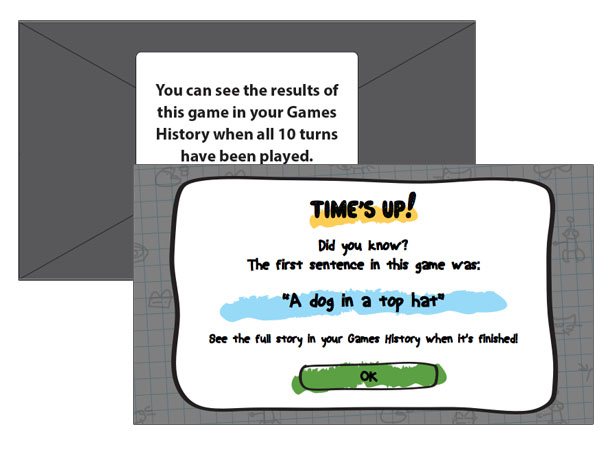 You can see the results of
this game in your Games
History when all 10 turns
have been played.
TIME'S UP!
Did you know?
The first sentence in this game was:
"A dog in a top hat"
See the full story in your Games History when it's finished!
OK